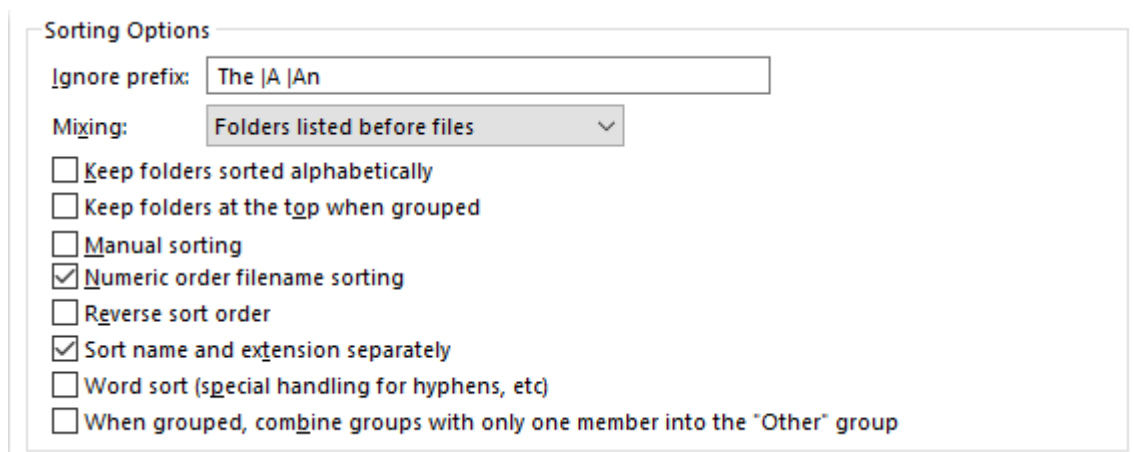 Sorting Options
Ignore prefix: The |A |An
Mixing: Folders listed before files
Keep folders sorted alphabetically
Keep folders at the top when grouped
Manual sorting
Numeric order filename sorting
Reverse sort order
Sort name and extension separately
Word sort (special handling for hyphens, etc)
When grouped, combine groups with only one member into the "Other" group